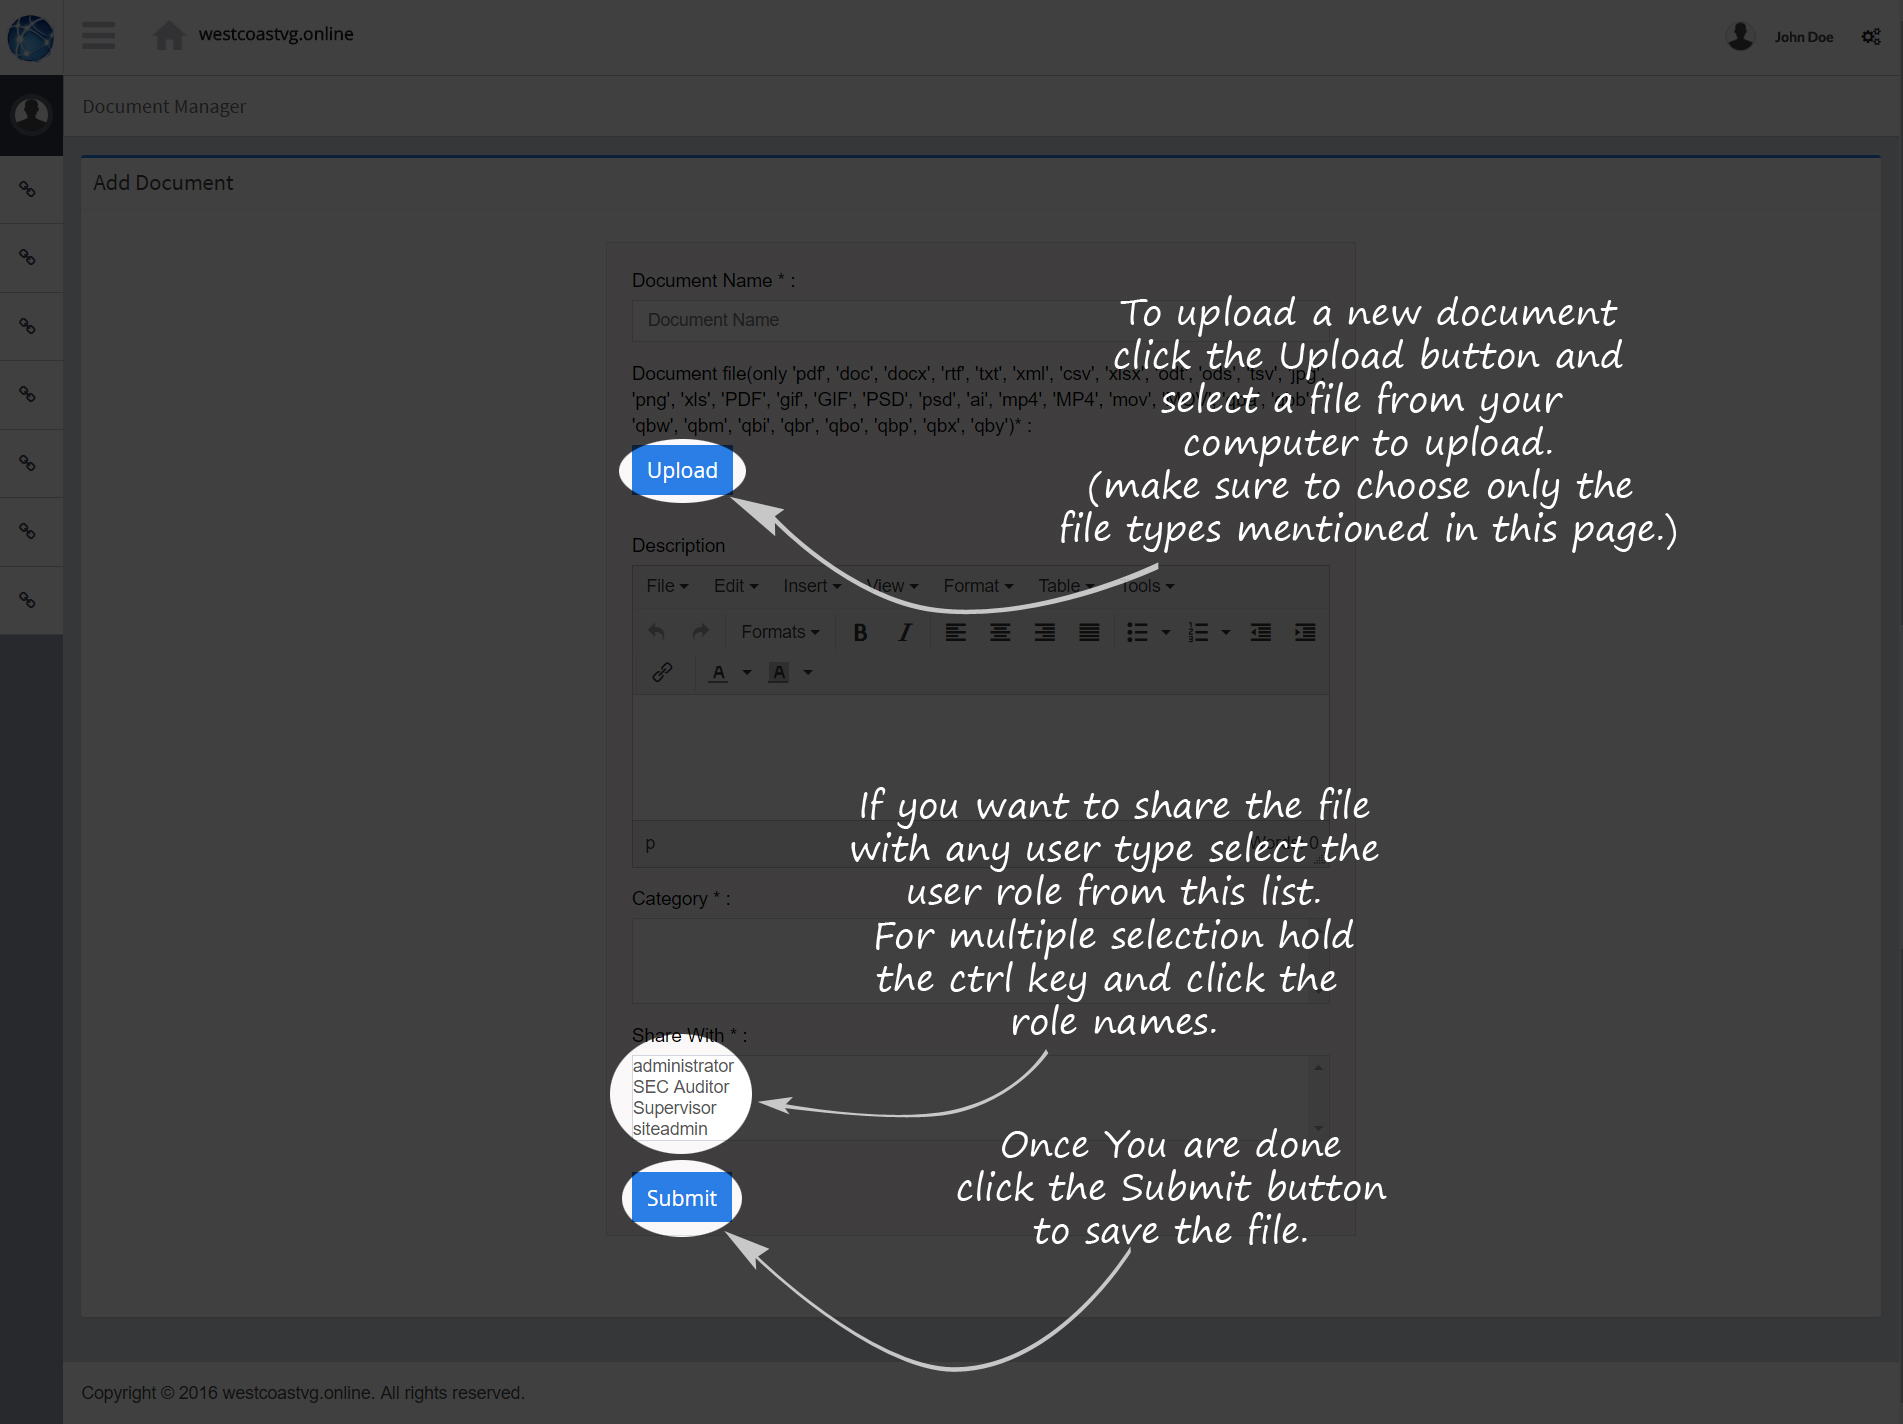 westcoastvg.online
John Doe
Document Manager
Add Document
Document Name * :
Document Name
To upload a new document
click the Upload button and
select a file from your
computer to upload.
(make sure to choose only the
file types mentioned in this page.)
Document file(only 'pdf', 'doc', 'docx', 'rtf', 'txt', 'xml', 'csv', 'xlsx', 'odt', 'ods', 'tsv', 'jpg',
'png', 'xls', 'PDF', 'gif', 'GIF', 'PSD', 'psd', 'ai', 'mp4', 'MP4', 'mov',
'qbw', 'qbm', 'qbi', 'qbr', 'qbo', 'qbp', 'qbx', 'qby')* :
Upload
Description
File Edit Insert View Format Table Tools
Formats B I
A A
If you want to share the file
with any user type select the
user role from this list.
For multiple selection hold
the ctrl key and click the
role names.
p Words: 0
Category * :
Share With * :
administrator
SEC Auditor
Supervisor
siteadmin
Once You are done
click the Submit button
to save the file.
Submit
Copyright © 2016 westcoastvg.online. All rights reserved.